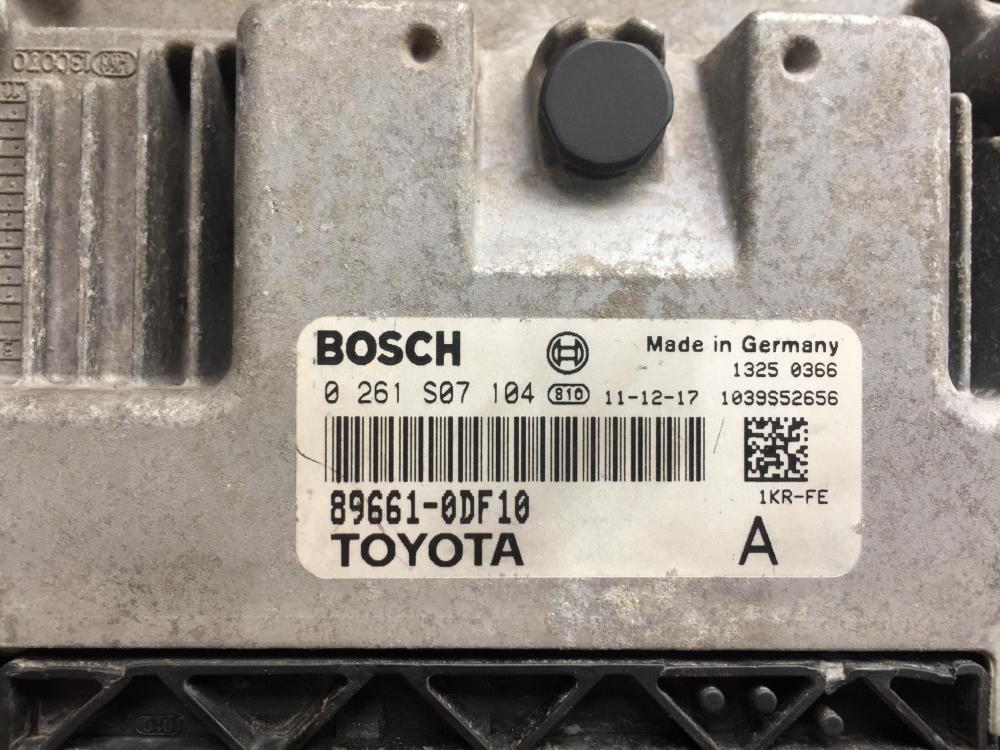 13C070
BOSCH
Made in Germany
1325 0366
0 261 S07 104 810 11-12-17 1039S52656
89661-0DF10
1KR-FE
TOYOTA
A